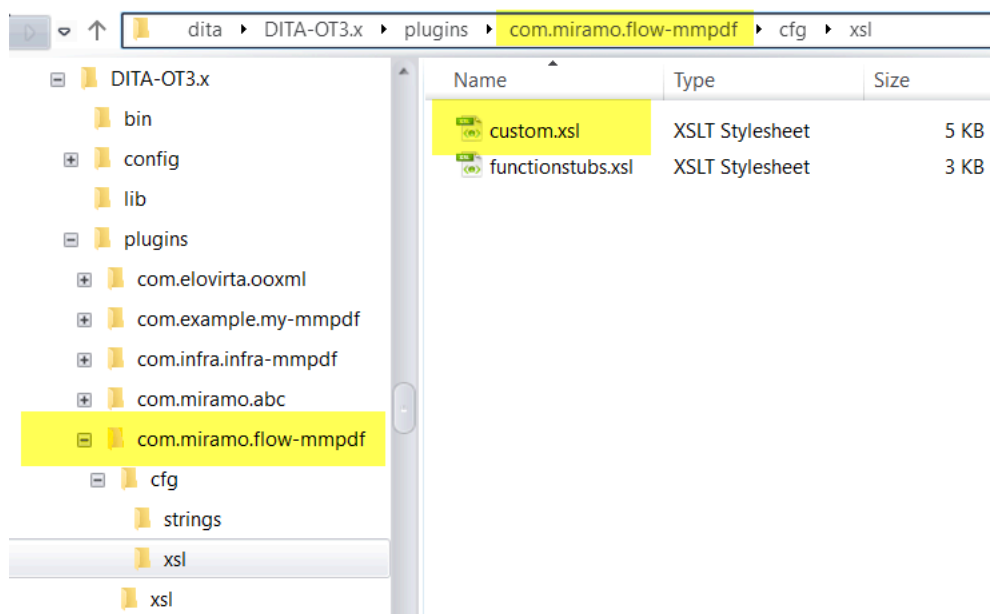 dita DITA-OT3.x plugins com.miramo.flow-mmpdf cfg xsl
DITA-OT3.x
bin
config
lib
plugins
com.elovirta.ooxml
com.example.my-mmpdf
com.infra.infra-mmpdf
com.miramo.abc
com.miramo.flow-mmpdf
cfg
strings
xsl
xsl
Name Type Size
custom.xsl XSLT Stylesheet 5 KB
functionstubs.xsl XSLT Stylesheet 3 KB